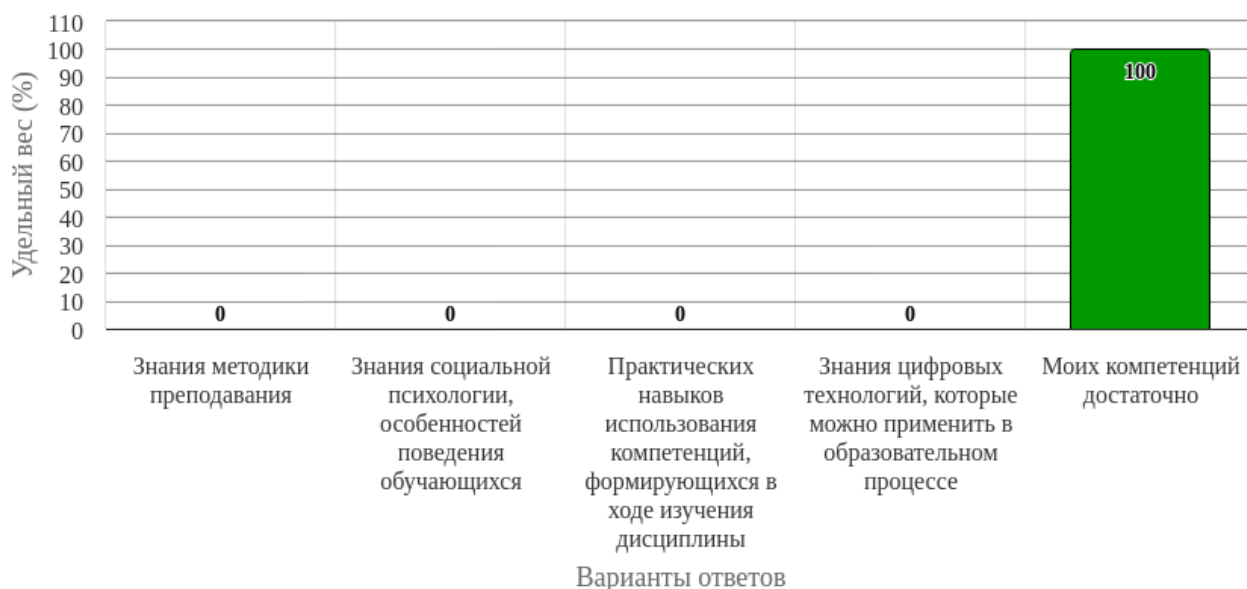 110
100
90
80
70
60
50
40
30
20
10
0
Удельный вес (%)
0
0
0
0
100
Знания методики
преподавания
Знания социальной
психологии,
особенностей
поведения
обучающихся
Практических
навыков
использования
компетенций,
формирующихся в
ходе изучения
дисциплины
Знания цифровых
технологий, которые
можно применить в
образовательном
процессе
Моих компетенций
достаточно
Варианты ответов